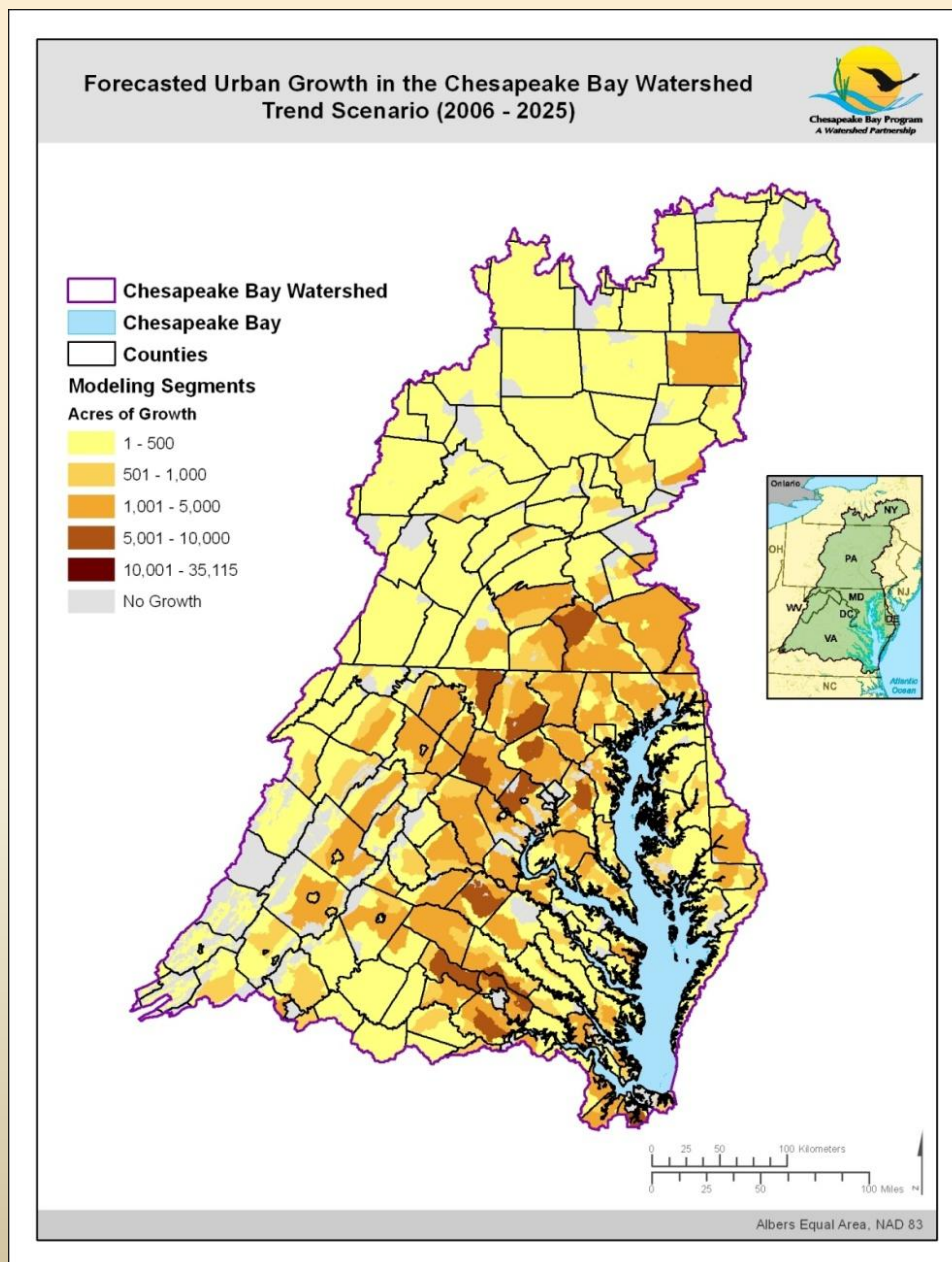 Forecasted Urban Growth in the Chesapeake Bay Watershed
Trend Scenario (2006 - 2025)
Chesapeake Bay Program
A Watershed Partnership
Chesapeake Bay Watershed
Chesapeake Bay
Counties
Modeling Segments
Acres of Growth
1 - 500
501 - 1,000
1,001 - 5,000
5,001 - 10,000
10,001 - 35,115
No Growth
Ontario
NY
PA
OH
NJ
MD
WV
DC
DE
VA
NC
Atlantic
Ocean
0 25 50 100 Kilometers
0 25 50 100 Miles
N
Albers Equal Area, NAD 83